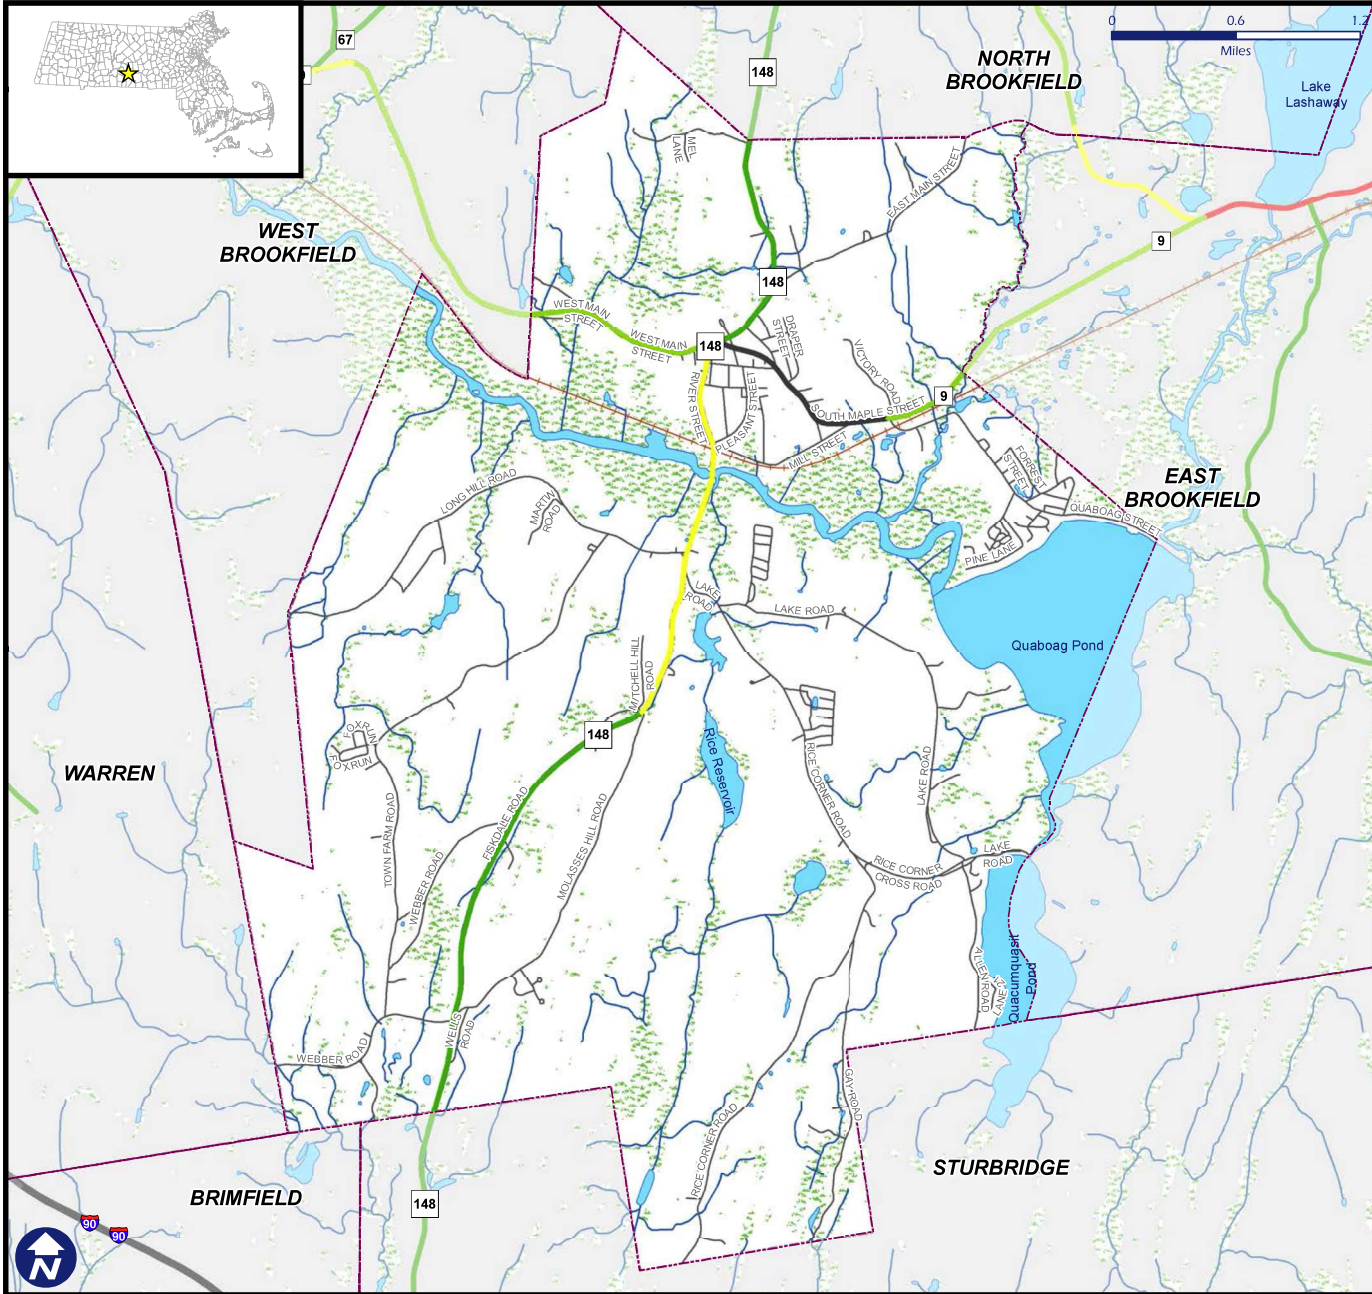 0 0.6 1.2
Miles
67
148
NORTH
BROOKFIELD
Lake
Lashaway
MEL
LANE
EAST MAIN STREET
WEST
BROOKFIELD
9
148
WEST MAIN
STREET
WEST MAIN
STREET
148
DRAPER
STREET
VICTORY ROAD
RIVER STREET
PLEASANT STREET
SOUTH MAPLE STREET
9
MILL STREET
FORREST
STREET
EAST
BROOKFIELD
LONG HILL ROAD
MARTIN
ROAD
QUABOAG STREET
PINE LANE
LAKE
ROAD
LAKE ROAD
Quaboag Pond
MITCHELL HILL
ROAD
148
FOXRUN
FOXRUN
WARREN
Rice Reservoir
RICE CORNER ROAD
LAKE ROAD
TOWN FARM ROAD
FISKDALE ROAD
MOLASSES HILL ROAD
WEBBER ROAD
LAKE
ROAD
RICE CORNER
CROSS ROAD
ALLEN ROAD
LANE
Quacumquasit
Pond
WELLS
ROAD
WEBBER ROAD
GAY ROAD
RICE CORNER ROAD
STURBRIDGE
BRIMFIELD
148
90
90
N